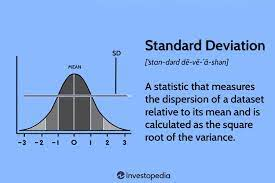 Standard Deviation
SD
['stan-dərd dē-vē-'ā-shən]
MEAN
A statistic that measures
the dispersion of a dataset
relative to its mean and is
calculated as the square
root of the variance.
-3 -2 -1 0 1 2 3
Investopedia